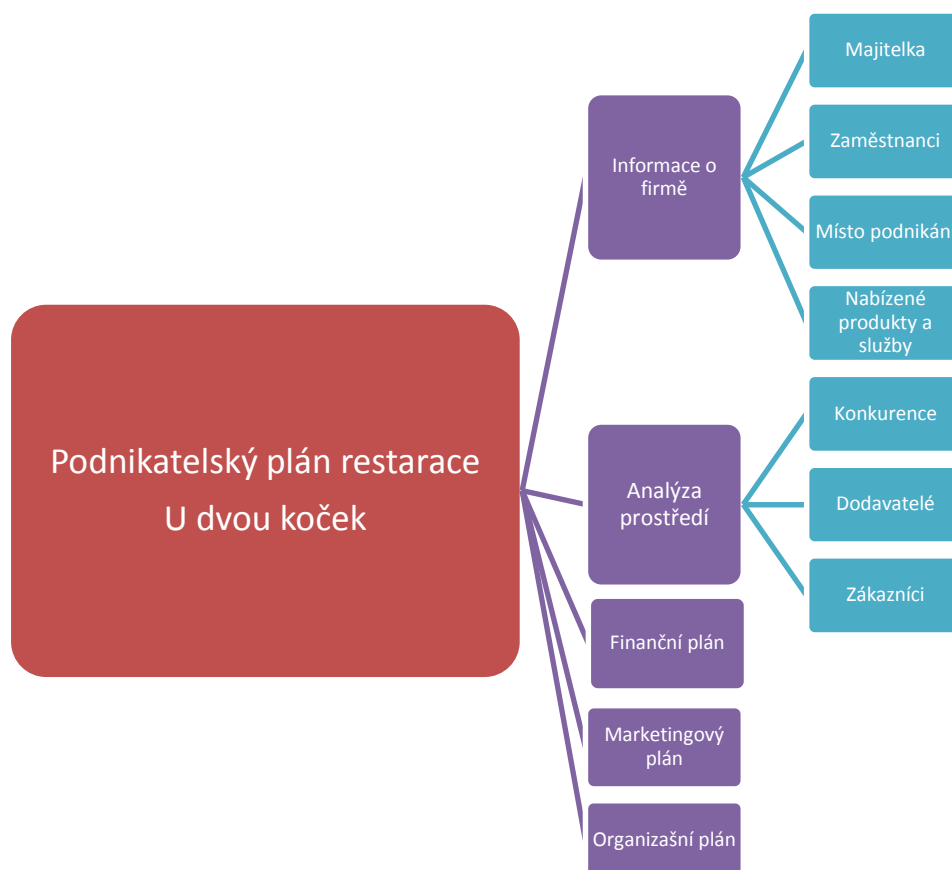 Podnikatelský plán restarace
U dvou koček
Informace o
firmě
Majitelka
Zaměstnanci
Místo podnikán
Nabízené
produkty a
služby
Analýza
prostředí
Konkurence
Dodavatelé
Zákazníci
Finanční plán
Marketingový
plán
Organizašní plán